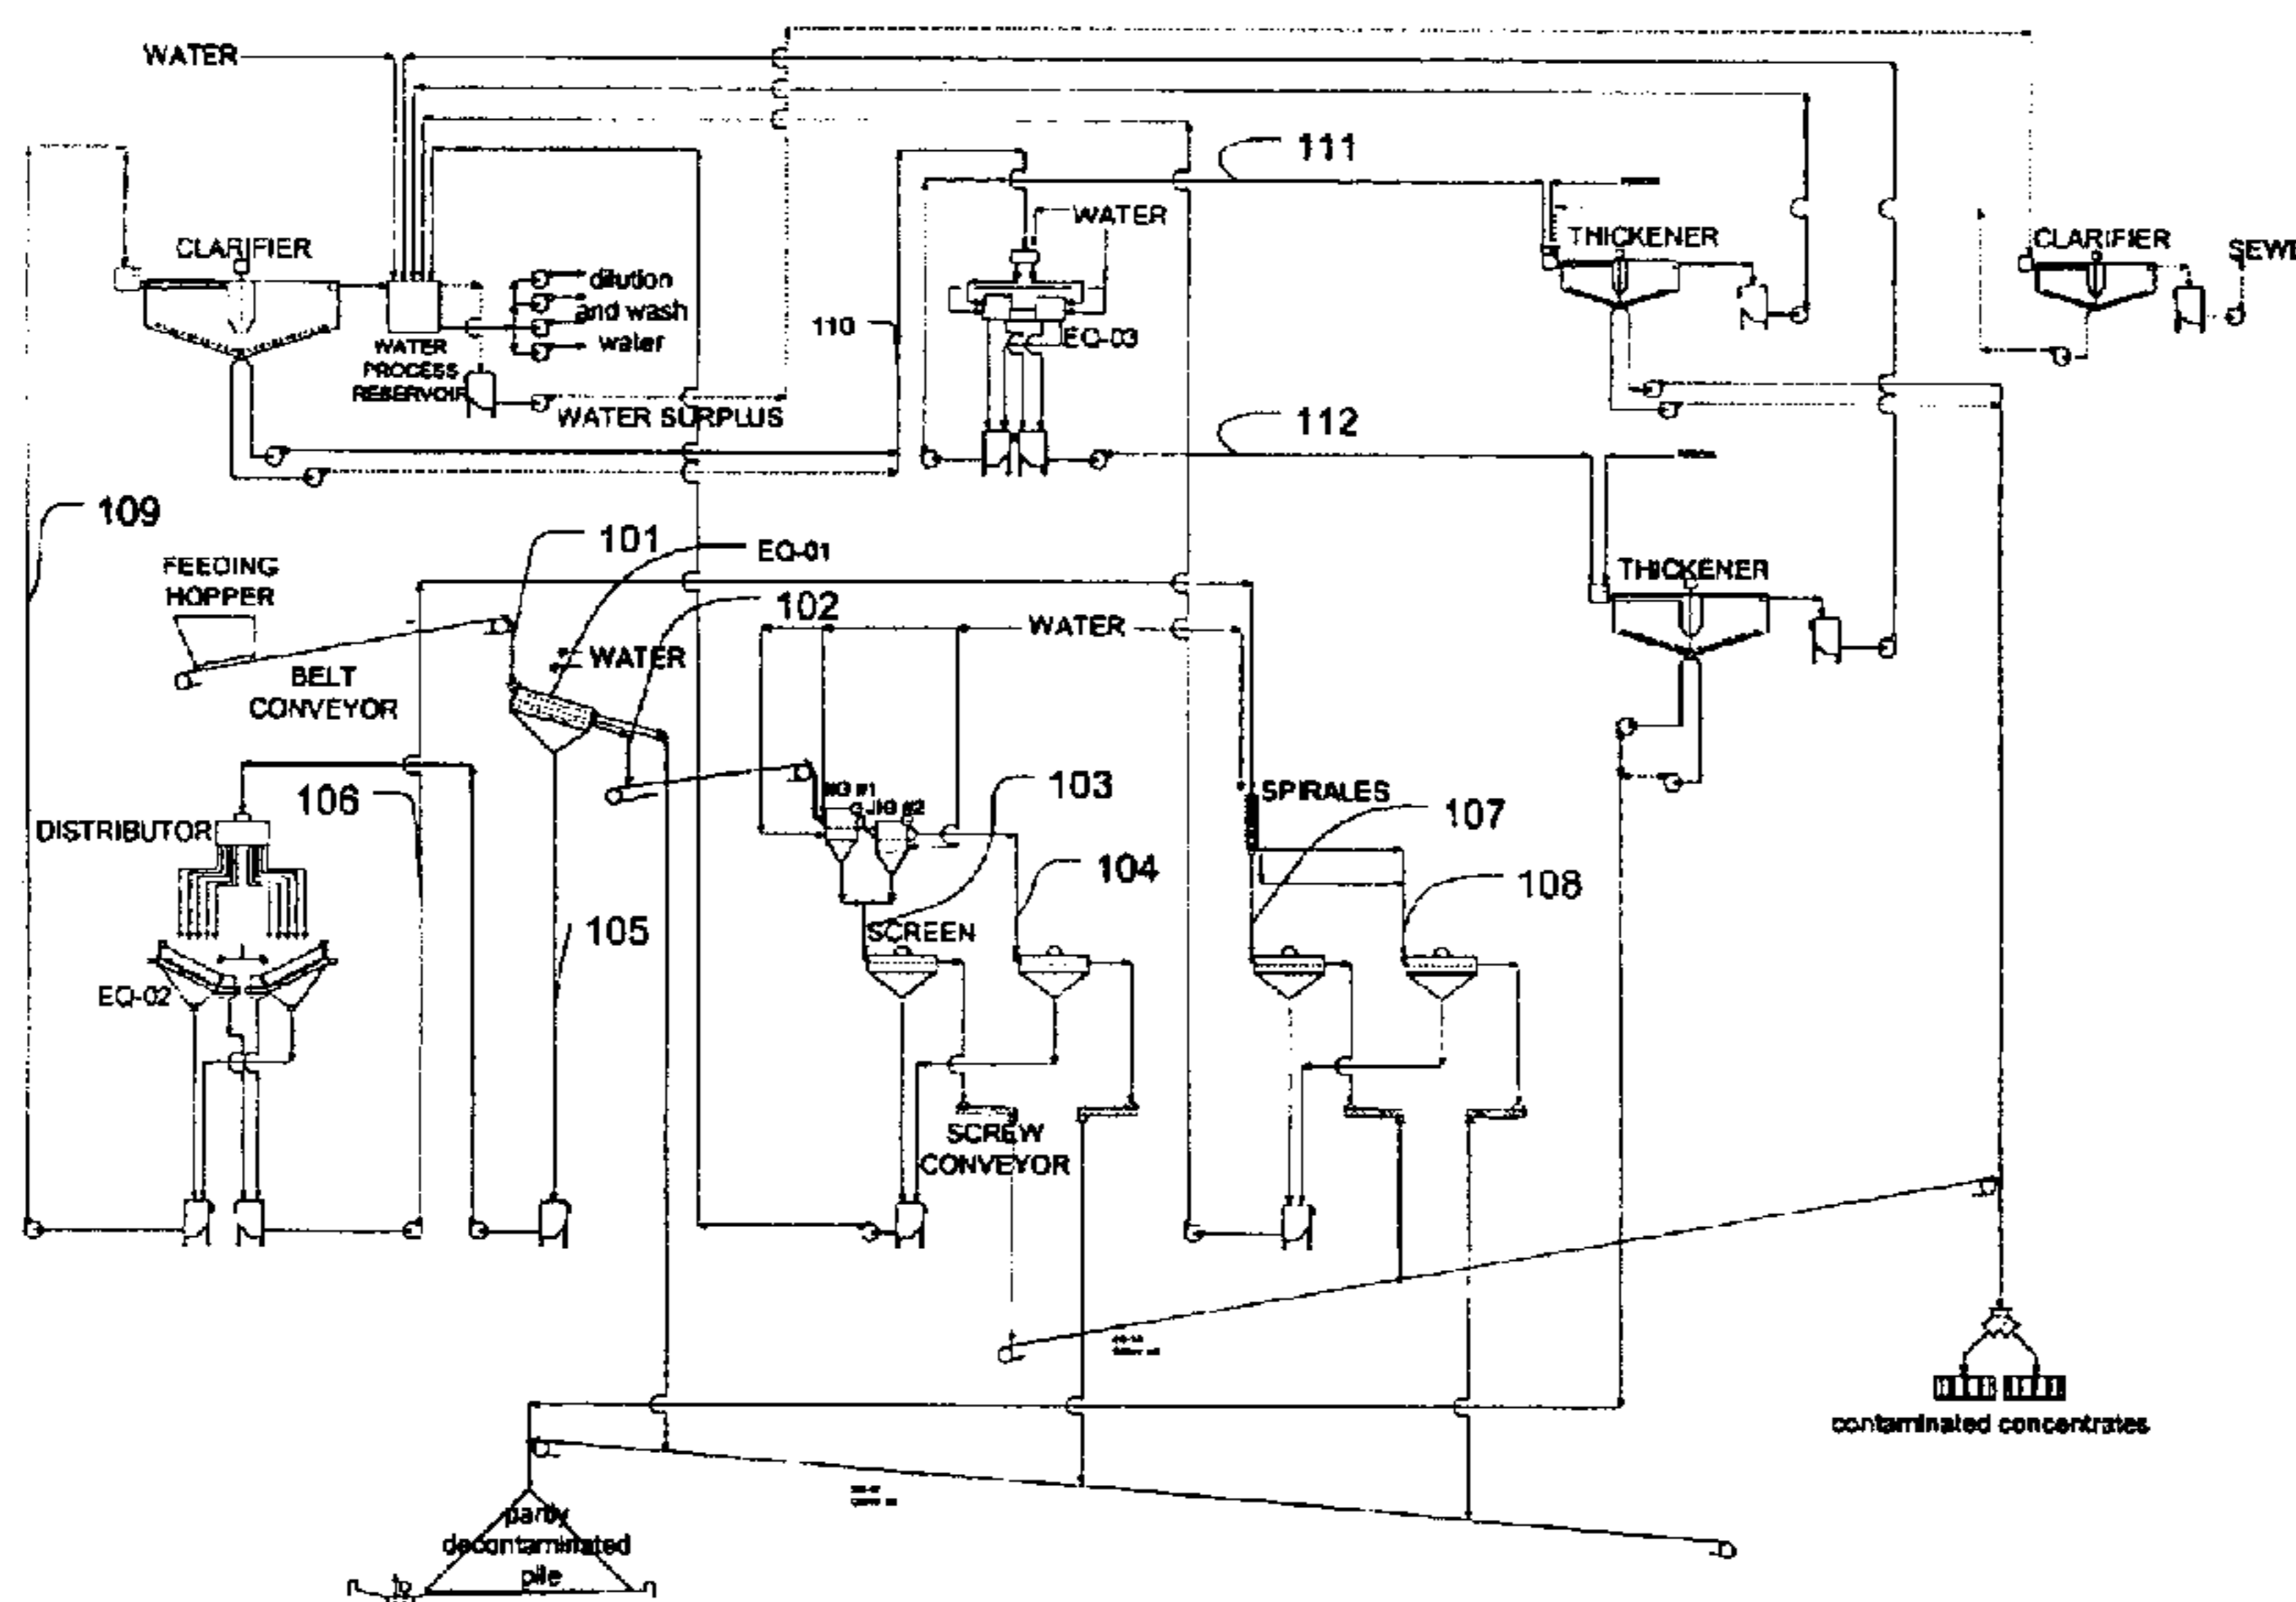 WATER
111
WATER
CLARIFIER
THICKENER
CLARIFIER
SEWE
dilution
and wash
water
110
EQ-03
WATER
PROCESS
RESERVOIR
WATER SURPLUS
112
109
101
EQ-01
FEEDING
HOPPER
102
THICKENER
WATER
WATER
BELT
CONVEYOR
103
SPIRALES
106
JIG #1
JIG #2
107
DISTRIBUTOR
104
108
105
SCREEN
EQ-02
SCREW
CONVEYOR
contaminated concentrates
partly
decontaminated
pile